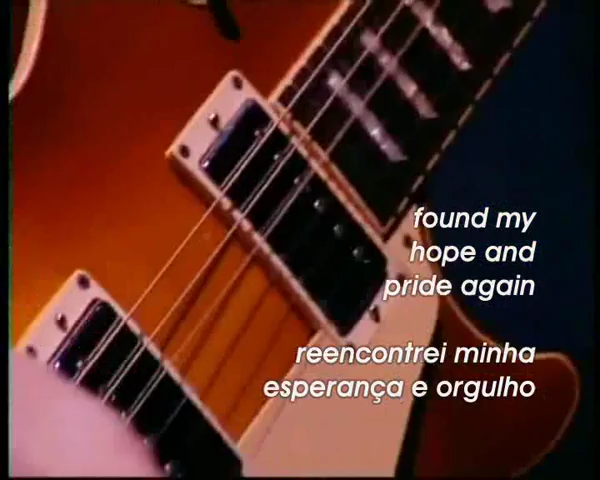 found my
hope and
pride again
reencontrei minha
esperança e orgulho